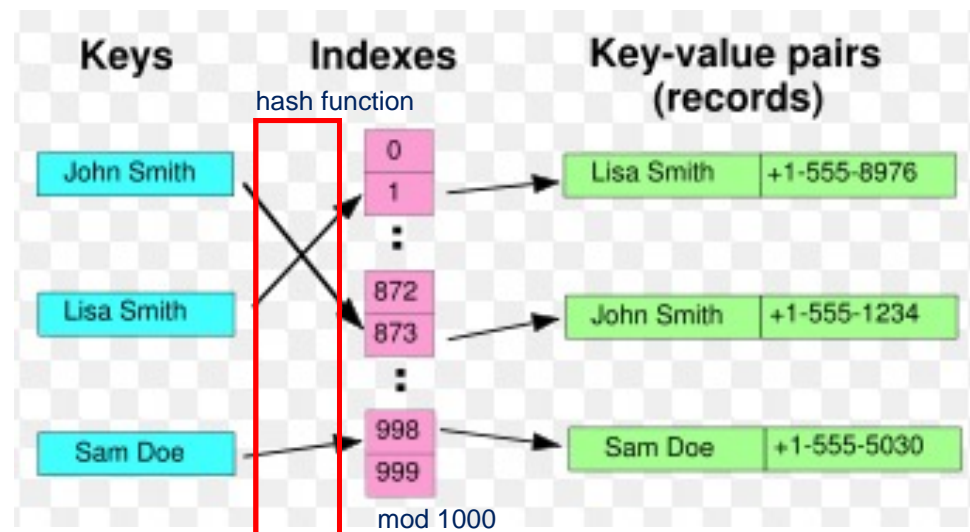 Keys
Indexes
Key-value pairs
(records)
hash function
John Smith
0
1
:
Lisa Smith +1-555-8976
Lisa Smith
872
873
:
John Smith +1-555-1234
Sam Doe
998
999
Sam Doe +1-555-5030
mod 1000